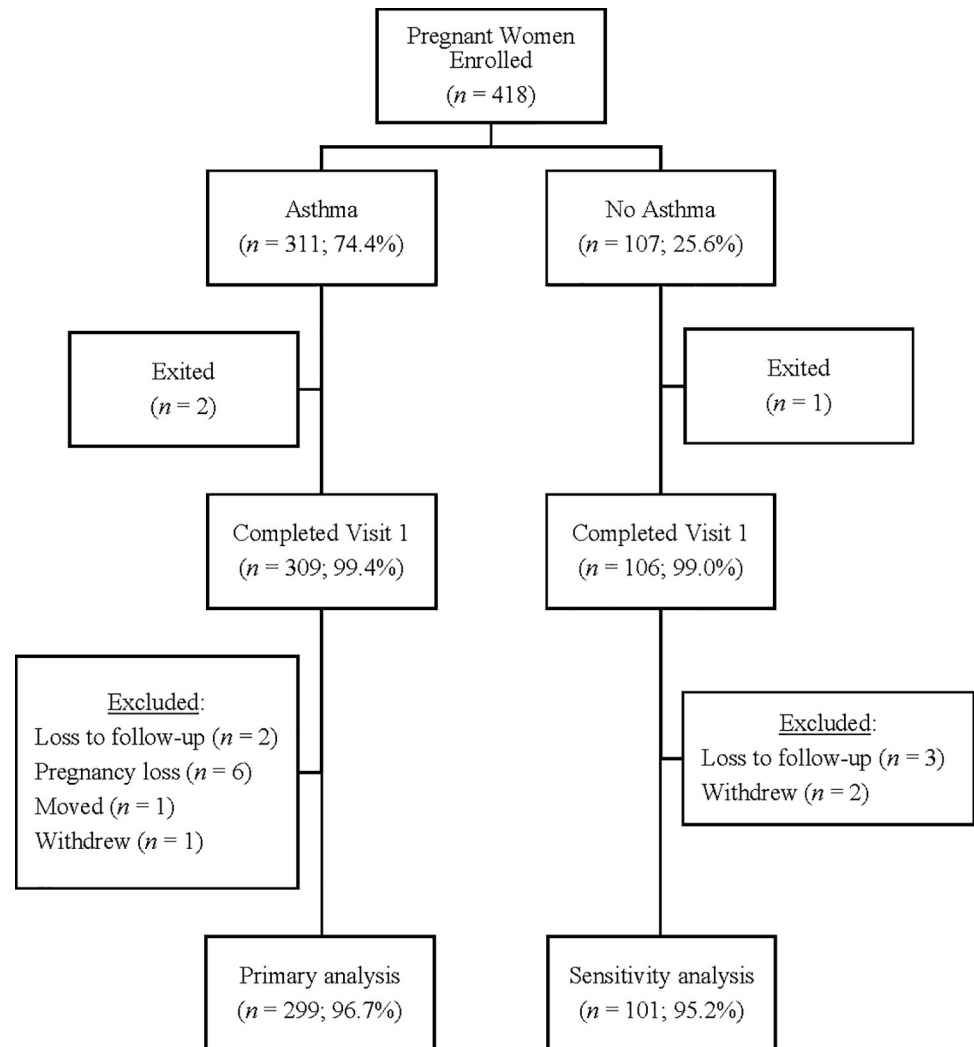 Pregnant Women
Enrolled
(n = 418)
Asthma
(n = 311; 74.4%)
No Asthma
(n = 107; 25.6%)
Exited
(n = 2)
Exited
(n = 1)
Completed Visit 1
(n = 309; 99.4%)
Completed Visit 1
(n = 106; 99.0%)
Excluded:
Loss to follow-up (n = 2)
Pregnancy loss (n = 6)
Moved (n = 1)
Withdrew (n = 1)
Excluded:
Loss to follow-up (n = 3)
Withdrew (n = 2)
Primary analysis
(n = 299; 96.7%)
Sensitivity analysis
(n = 101; 95.2%)